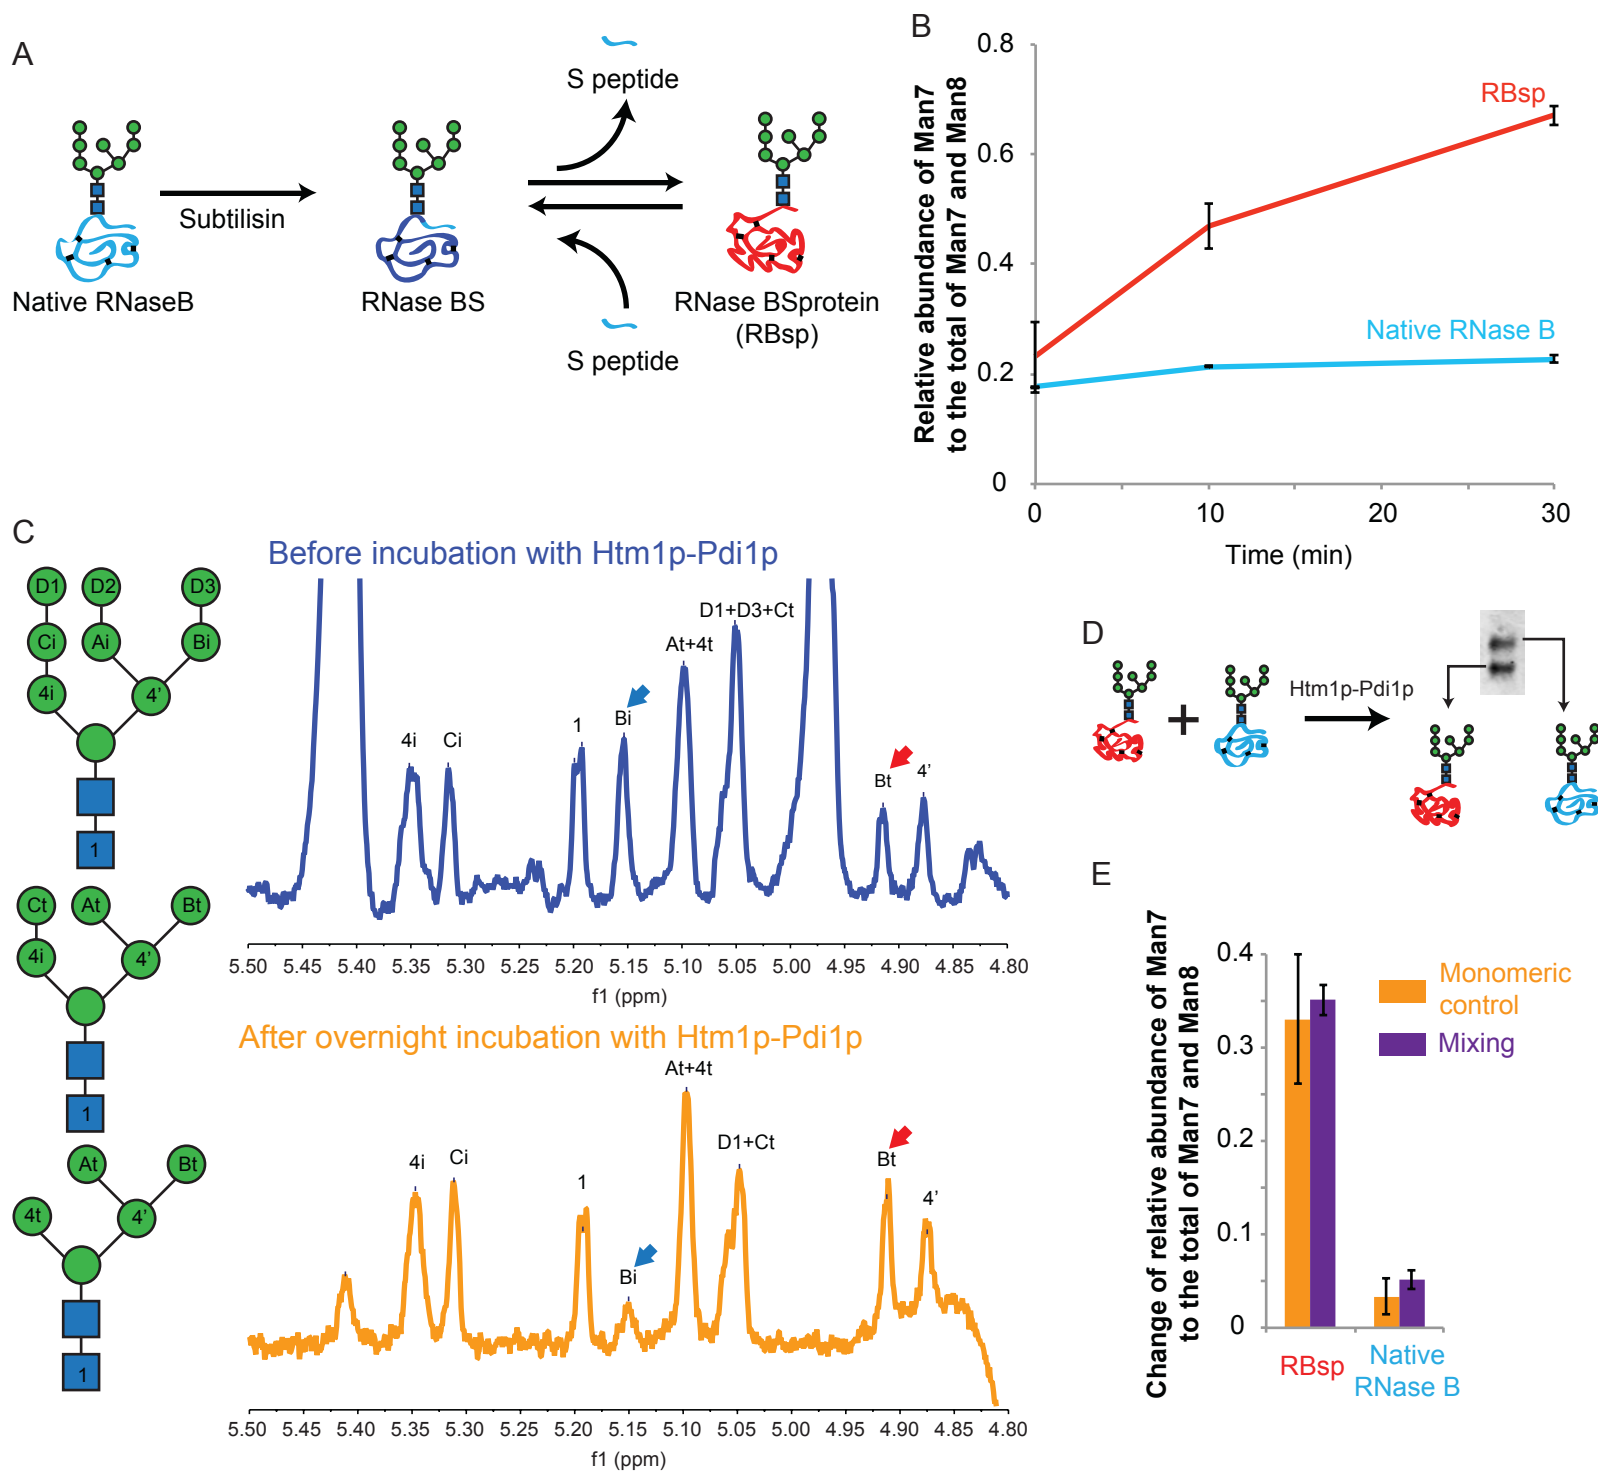 A
S peptide
Subtilisin
Native RNaseB
RNase BS
RNase BSprotein
(RBsp)
S peptide
B
Relative abundance of Man7
to the total of Man7 and Man8
0.8
0.6
0.4
0.2
0
RBsp
Native RNase B
0
10
20
30
Time (min)
C
D1
D2
D3
Ci
Ai
Bi
4i
4'
1
Ct
At
Bt
4i
4'
1
At
Bt
4t
4'
1
Before incubation with Htm1p-Pdi1p
4i
Ci
1
Bi
At+4t
D1+D3+Ct
Bt
4'
5.50 5.45 5.40 5.35 5.30 5.25 5.20 5.15 5.10 5.05 5.00 4.95 4.90 4.85 4.80
f1 (ppm)
After overnight incubation with Htm1p-Pdi1p
4i
Ci
1
Bi
At+4t
D1+Ct
Bt
4'
5.50 5.45 5.40 5.35 5.30 5.25 5.20 5.15 5.10 5.05 5.00 4.95 4.90 4.85 4.80
f1 (ppm)
D
+
Htm1p-Pdi1p
E
Change of relative abundance of Man7
to the total of Man7 and Man8
0.4
0.3
0.2
0.1
0
Monomeric
control
Mixing
RBsp
Native
RNase B